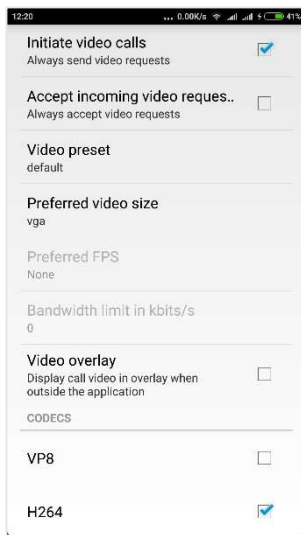 12:20 ... 0.00K/s 41%
Initiate video calls
Always send video requests
Accept incoming video reques..
Always accept video requests
Video preset
default
Preferred video size
vga
Preferred FPS
None
Bandwidth limit in kbits/s
0
Video overlay
Display call video in overlay when
outside the application
CODECS
VP8
H264